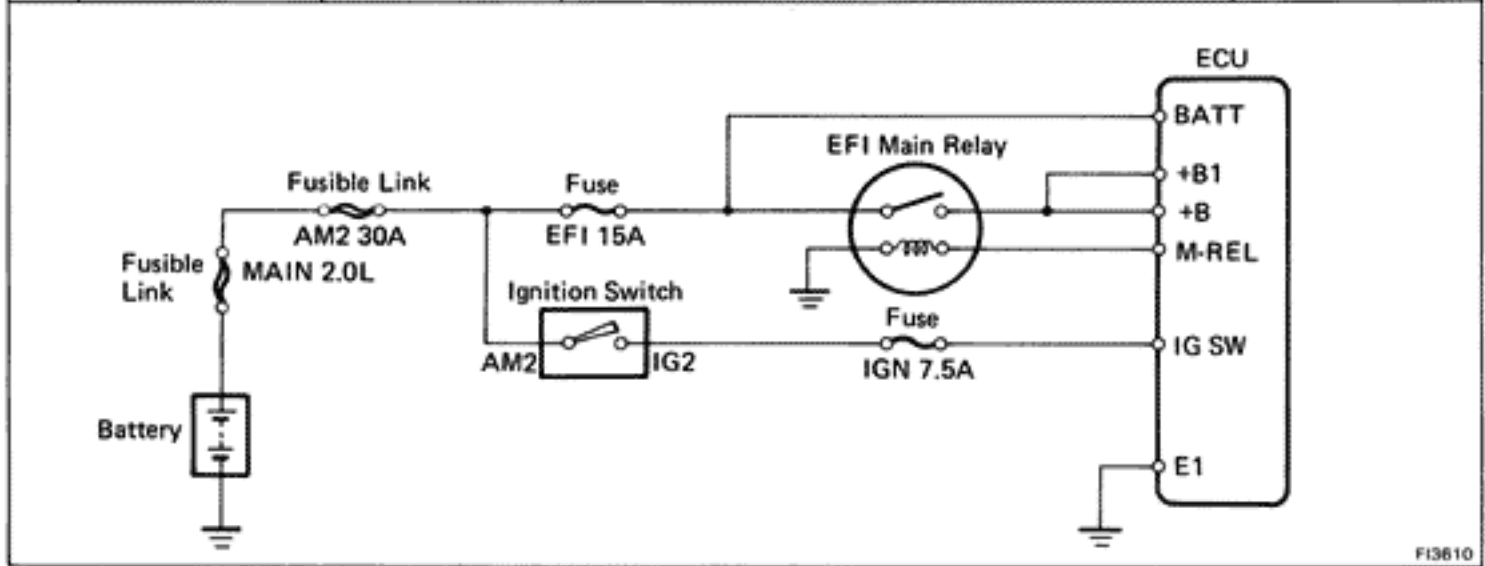 ECU
BATT
EFI Main Relay
+B1
Fusible Link
Fuse
+B
AM2 30A
EFI 15A
M-REL
Fusible
Link
MAIN 2.0L
Ignition Switch
Fuse
AM2
IG2
IGN 7.5A
IG SW
Battery
E1
FI3610